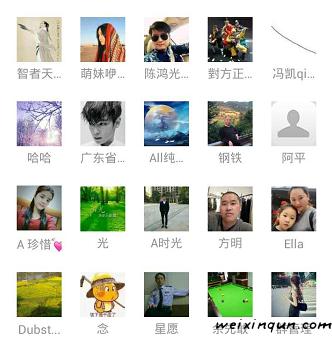 智者天...
萌妹咿...
陈鸿光...
對方正...
冯凯qi...
哈哈
广东省...
All纯...
钢铁
阿平
A 珍惜
光
A时光
方明
Ella
Dubst...
念
星愿
weixinqun.com